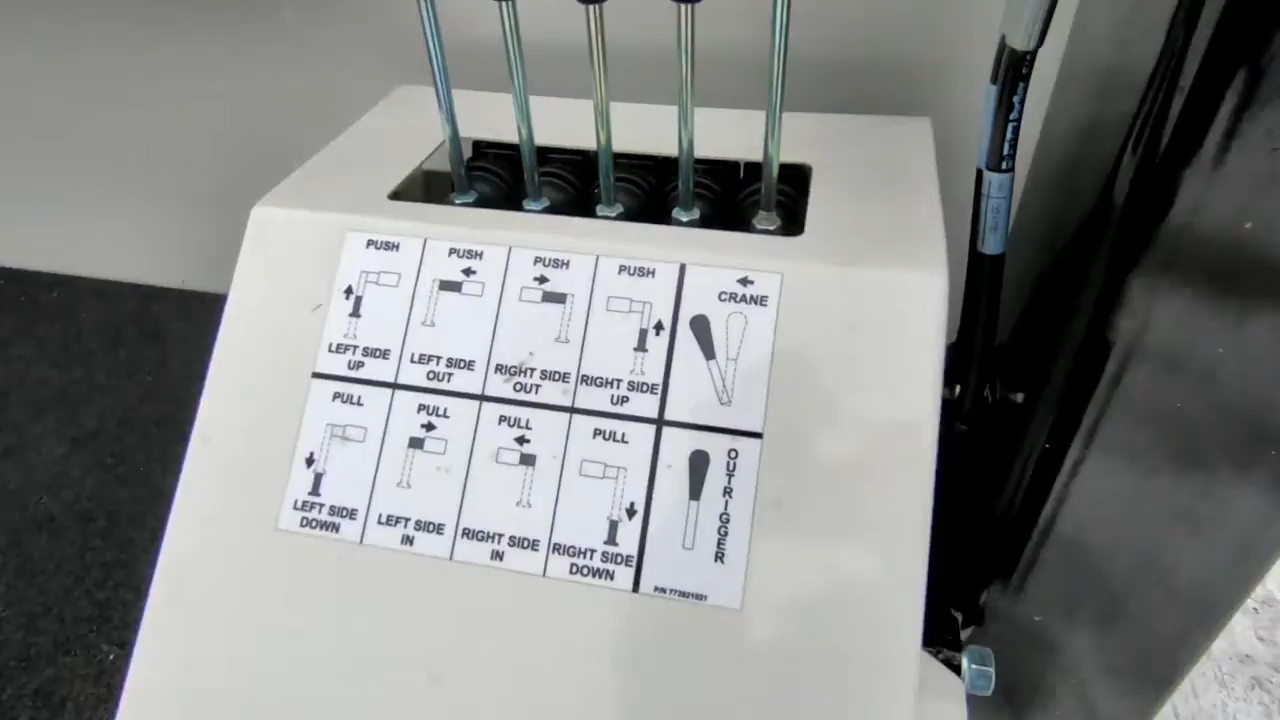 PUSH
LEFT SIDE
UP
PUSH
LEFT SIDE
OUT
PUSH
RIGHT SIDE
OUT
PUSH
RIGHT SIDE
UP
CRANE
PULL
LEFT SIDE
DOWN
PULL
LEFT SIDE
IN
PULL
RIGHT SIDE
IN
PULL
RIGHT SIDE
DOWN
OUTRIGGER